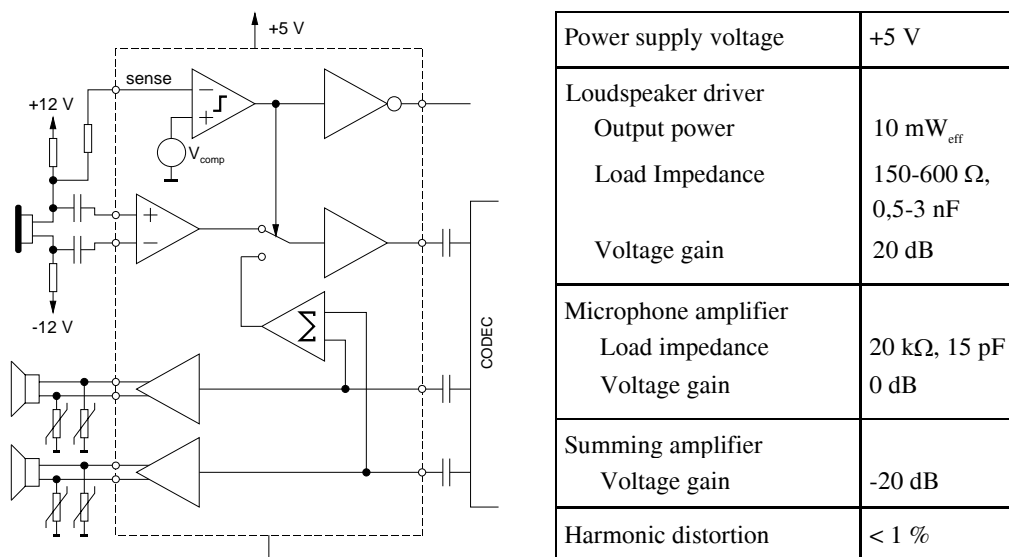 +5 V
sense
+12 V
−
+
V_comp
+
−
-12 V
Σ
CODEC
Power supply voltage +5 V
Loudspeaker driver
Output power 10 mW_eff
Load Impedance 150-600 Ω,
0,5-3 nF
Voltage gain 20 dB
Microphone amplifier
Load impedance 20 kΩ, 15 pF
Voltage gain 0 dB
Summing amplifier
Voltage gain -20 dB
Harmonic distortion < 1 %